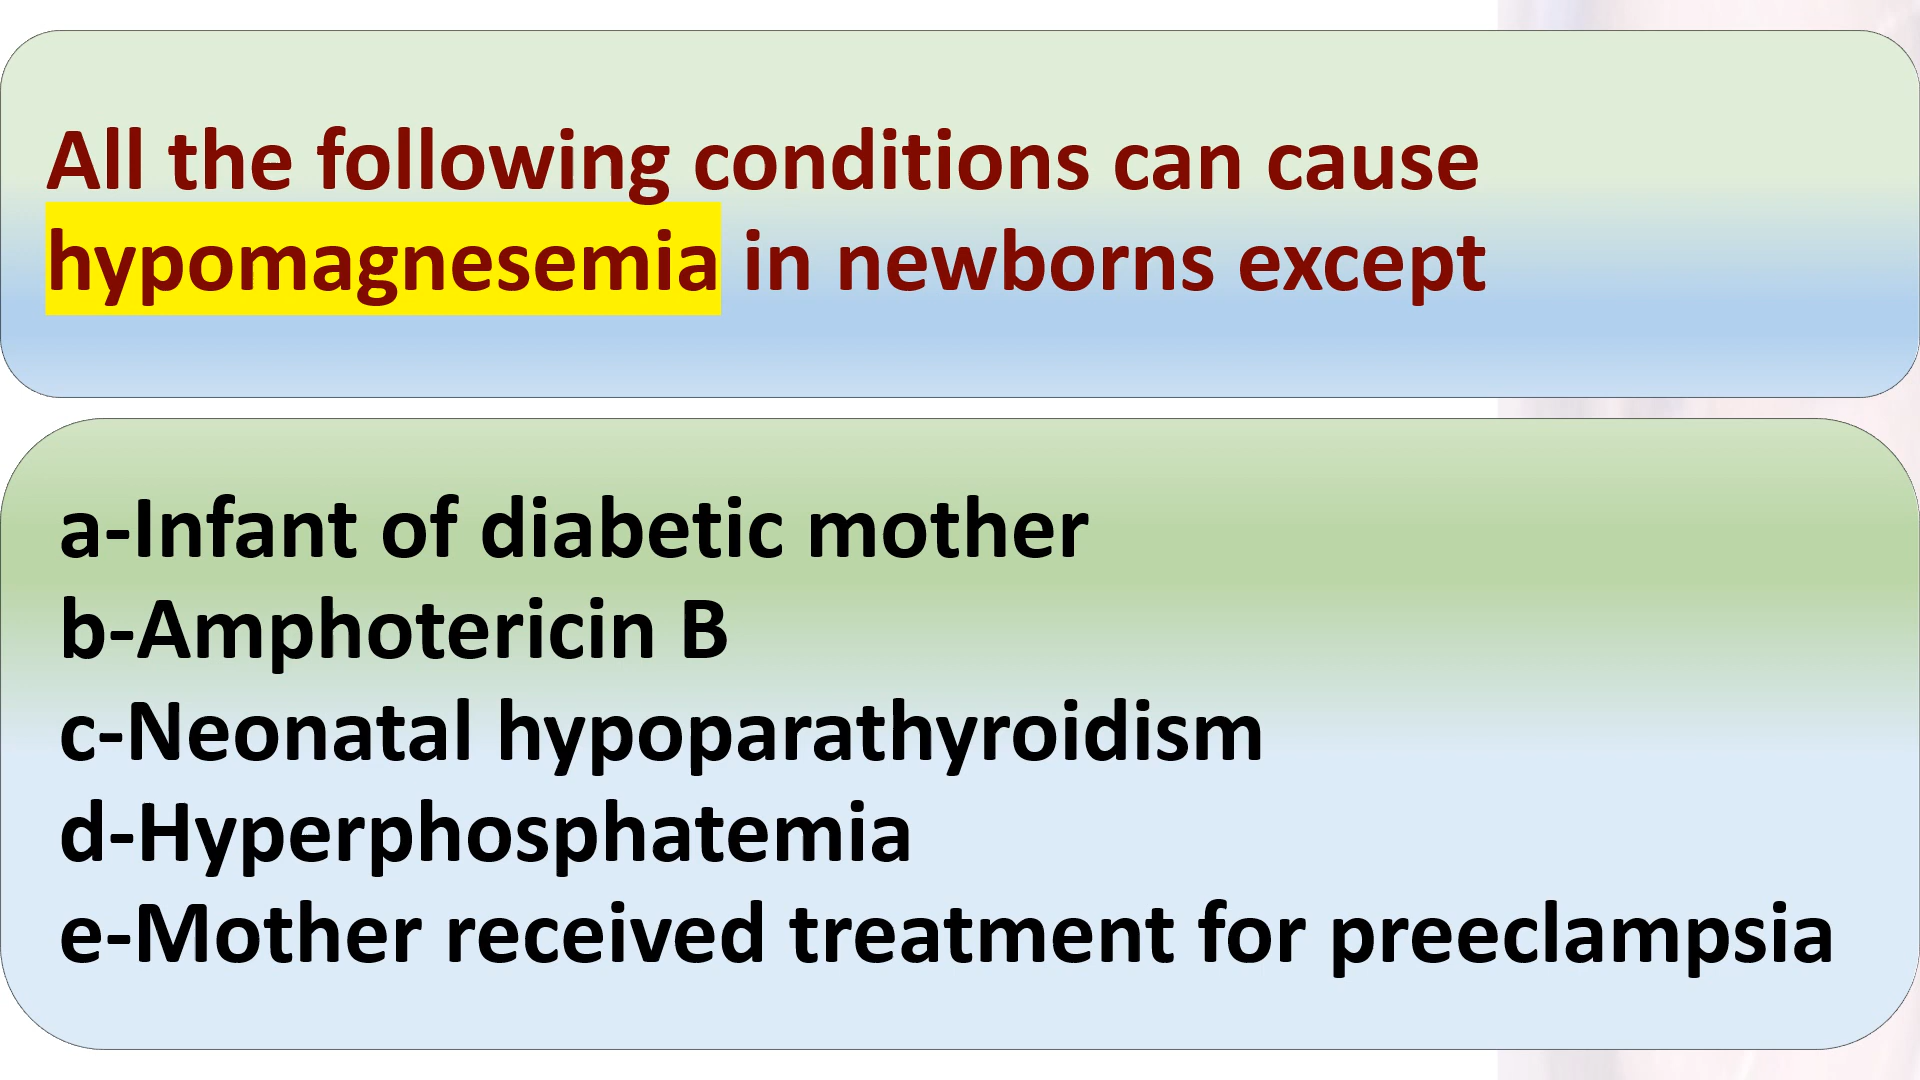 All the following conditions can cause
hypomagnesemia in newborns except
a-Infant of diabetic mother
b-Amphotericin B
c-Neonatal hypoparathyroidism
d-Hyperphosphatemia
e-Mother received treatment for preeclampsia